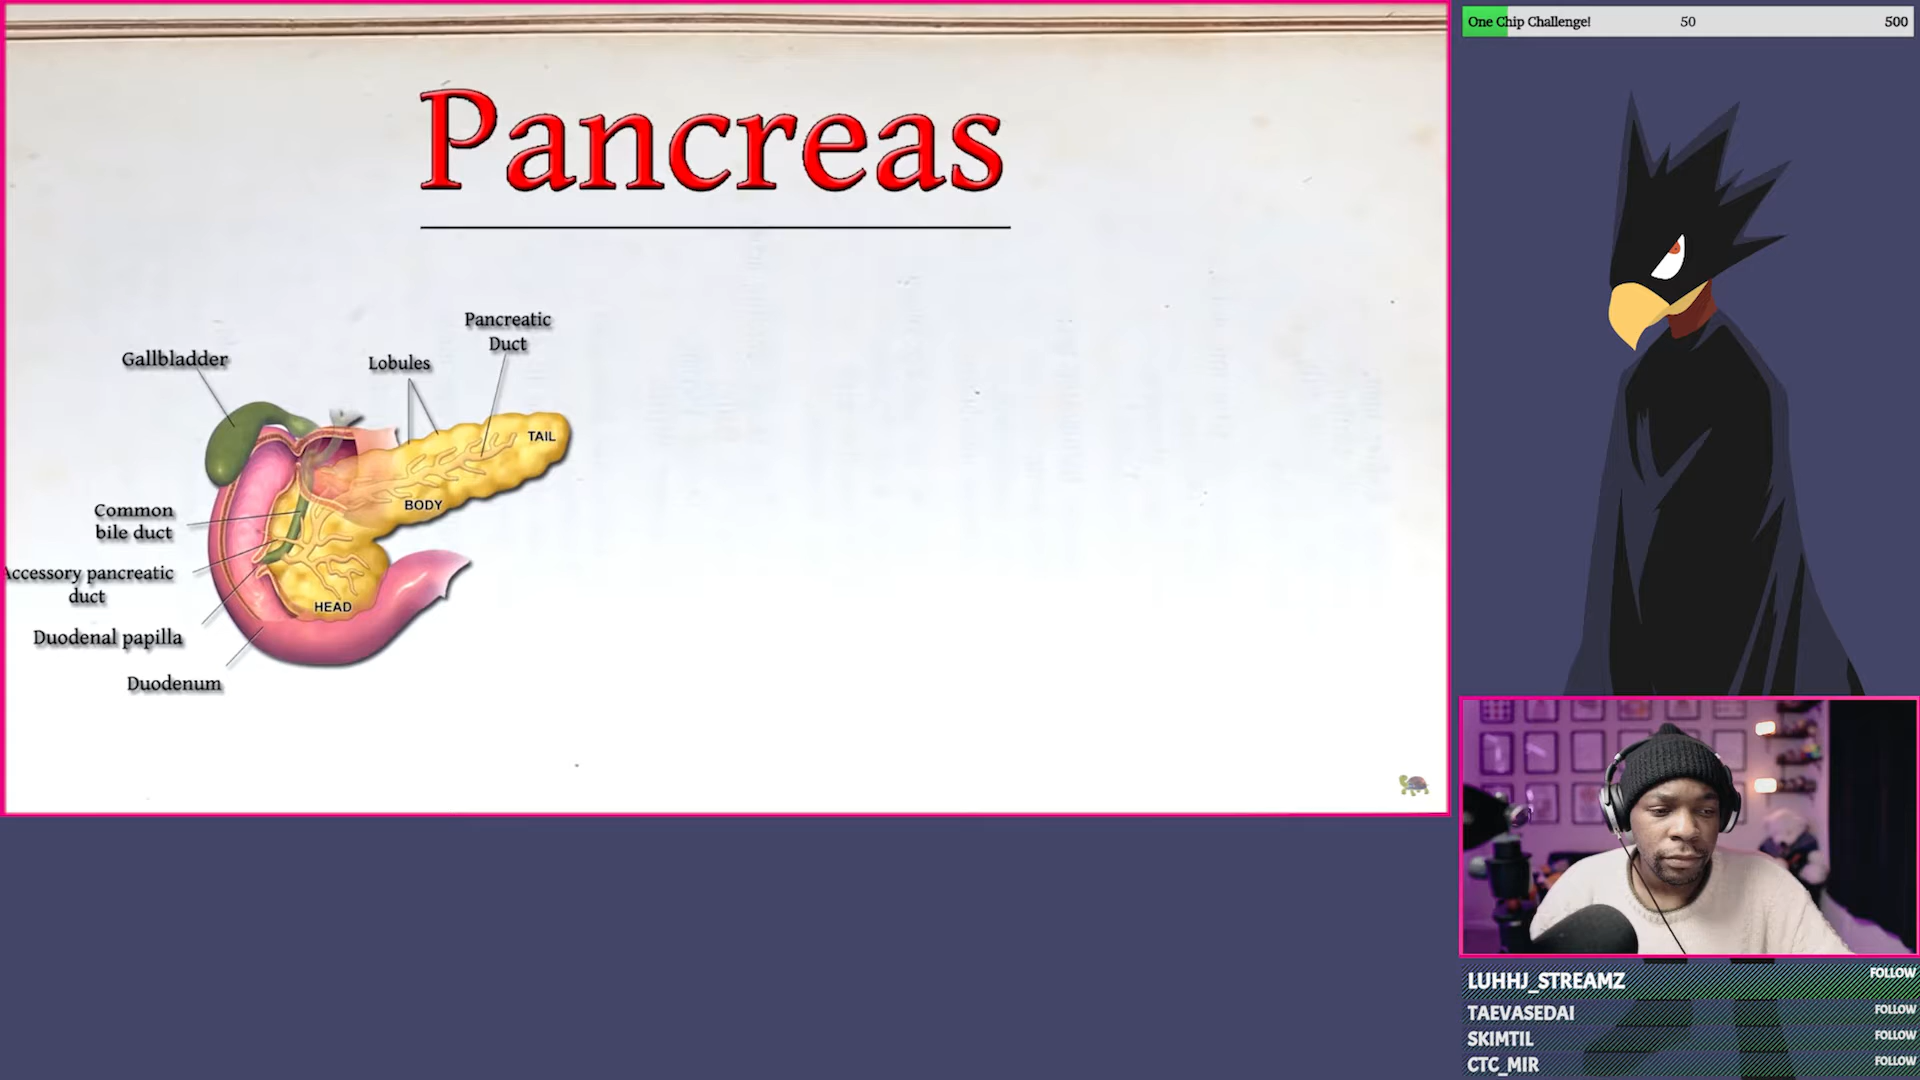 One Chip Challenge! 50 500
Pancreas
Pancreatic
Duct
Gallbladder
Lobules
TAIL
BODY
Common
bile duct
Accessory pancreatic
duct
HEAD
Duodenal papilla
Duodenum
LUHHJ_STREAMZ FOLLOW
TAEVASEDAI FOLLOW
SKIMTIL FOLLOW
CTC_MIR FOLLOW